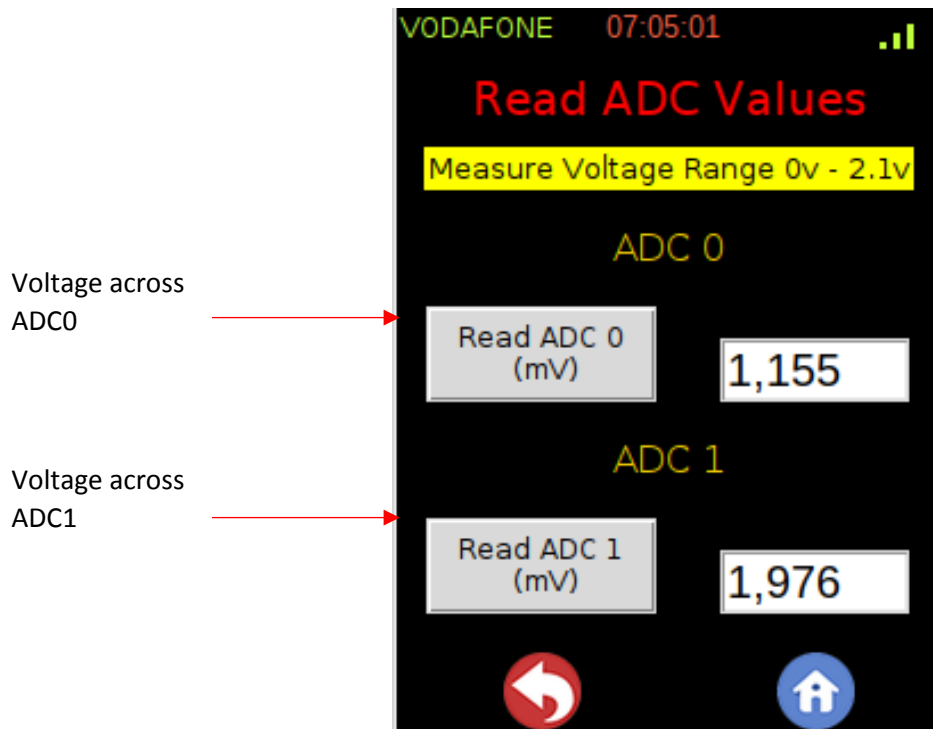 VODAFONE 07:05:01
Read ADC Values
Measure Voltage Range 0v - 2.1v
ADC 0
Voltage across
ADC0
Read ADC 0
(mV)
1,155
ADC 1
Voltage across
ADC1
Read ADC 1
(mV)
1,976